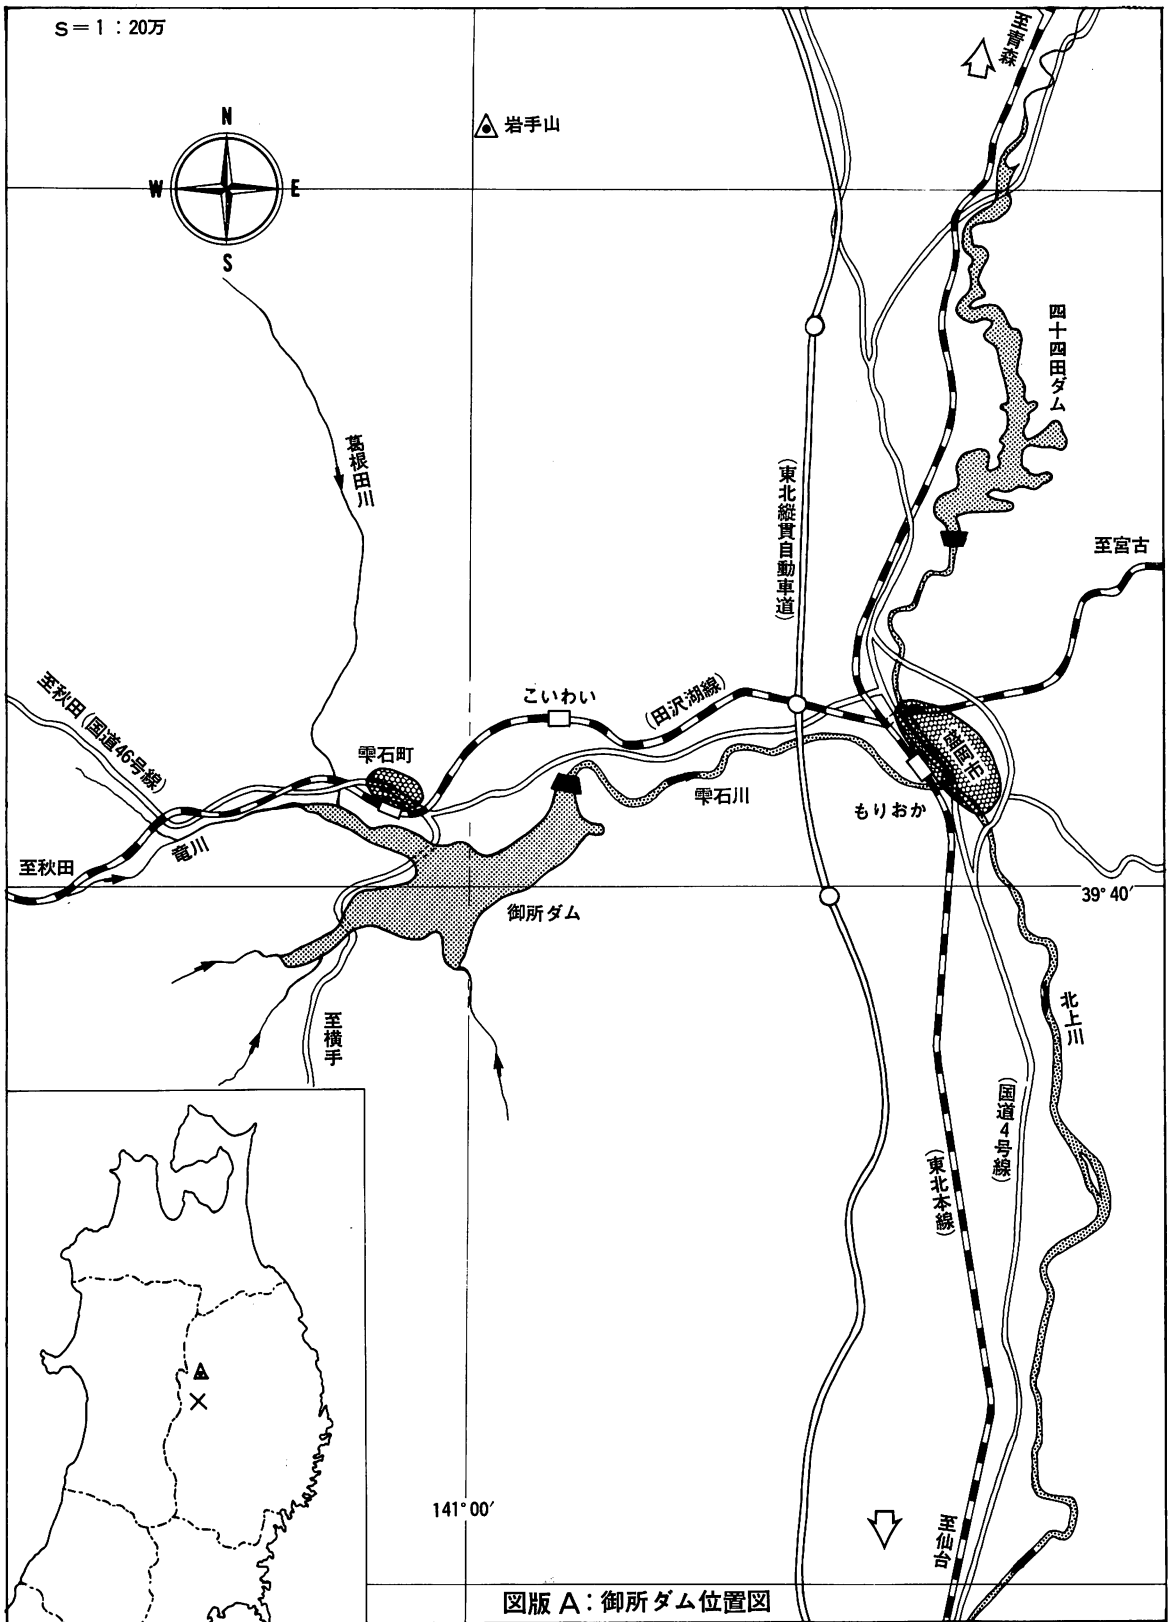 S=1:20万
至青森
N
岩手山
W
E
S
四十四田ダム
葛根田川
(東北縦貫自動車道)
至宮古
至秋田(国道46号線)
こいわい
(田沢湖線)
雫石町
盛岡市
雫石川
もりおか
竜川
至秋田
39°40′
御所ダム
北上川
至横手
(国道4号線)
(東北本線)
141°00′
至仙台
図版 A:御所ダム位置図